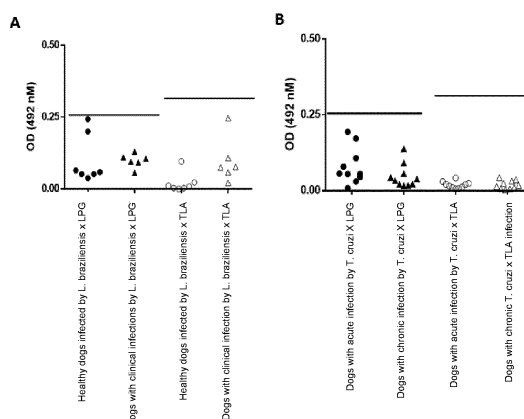 A
OD (492 nM)
0.50
0.25
0.00
Healthy dogs infected by L. braziliensis x LPG
Dogs with clinical infections by L. braziliensis x LPG
Healthy dogs infected by L. braziliensis x TLA
Dogs with clinical infection by L. braziliensis x TLA
B
OD (492 nM)
0.50
0.25
0.00
Dogs with acute infection by T. cruzi X LPG
Dogs with chronic infection by T. cruzi X LPG
Dogs with acute infection by T. cruzi x TLA
Dogs with chronic T. cruzi x TLA infection